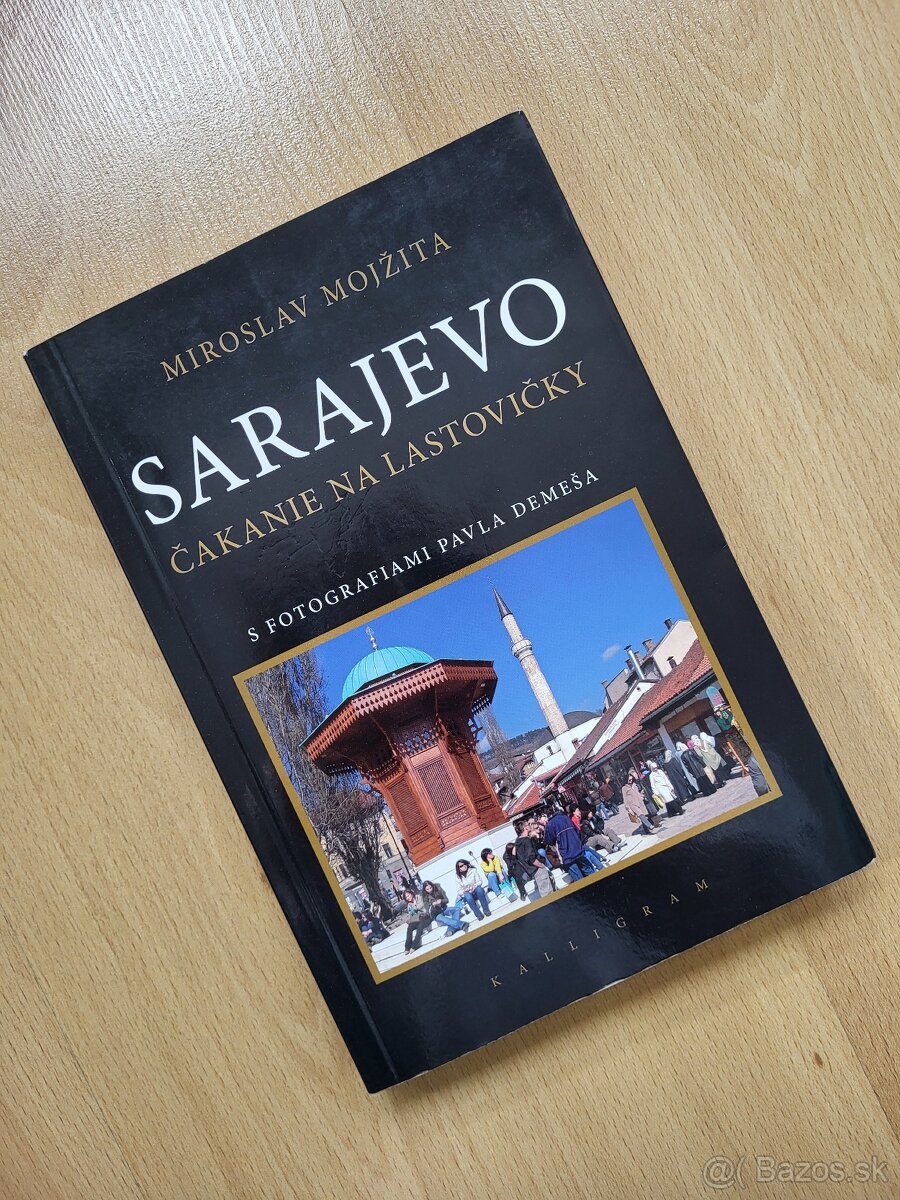 MIROSLAV MOJŽITA
SARAJEVO
ČAKANIE NA LASTOVIČKY
S FOTOGRAFIAMI PAVLA DEMEŠA
KALLIGRAM
@( Bazos.sk